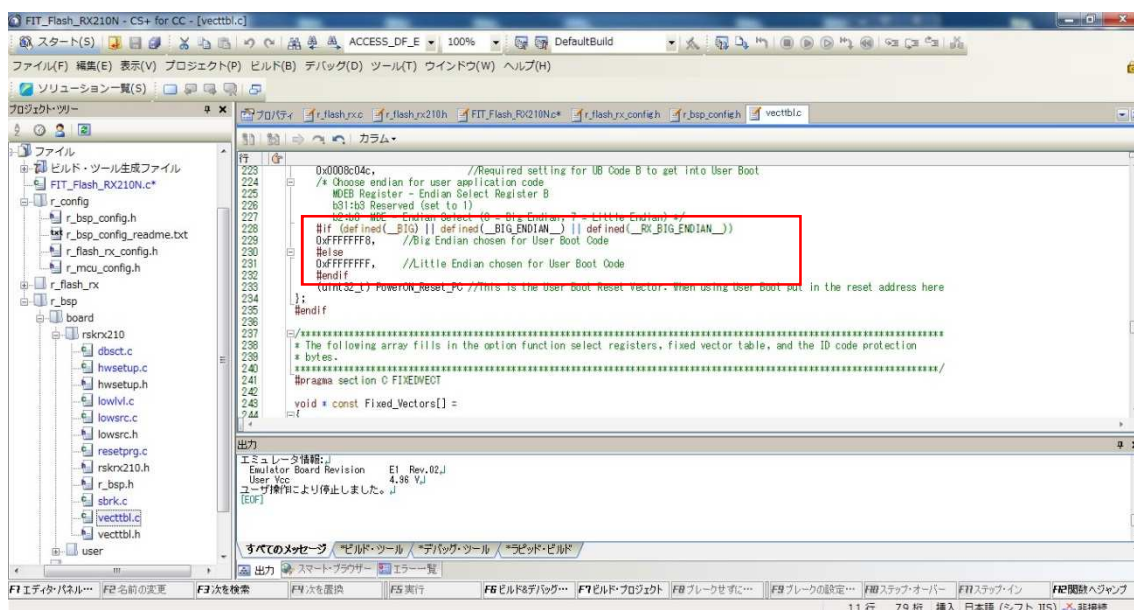 FIT_Flash_RX210N - CS+ for CC - [vecttbl.c]
スタート(S) ACCESS_DF_E 100% DefaultBuild
ファイル(F) 編集(E) 表示(V) プロジェクト(P) ビルド(B) デバッグ(D) ツール(T) ウインドウ(W) ヘルプ(H)
ソリューション一覧(S)
プロジェクト・ツリー
ファイル
ビルド・ツール生成ファイル
FIT_Flash_RX210N.c*
r_config
r_bsp_config.h
r_bsp_config_readme.txt
r_flash_rx_config.h
r_mcu_config.h
r_flash_rx
r_bsp
board
rskrx210
dbsct.c
hwsetup.c
hwsetup.h
lowlvl.c
lowsrc.c
lowsrc.h
resetprg.c
rskrx210.h
r_bsp.h
sbrk.c
vecttbl.c
vecttbl.h
user
プロパティ r_flash_rx.c r_flash_rx210.h FIT_Flash_RX210N.c* r_flash_rx_config.h r_bsp_config.h vecttbl.c
カラム
行
223 0x0008c04c, //Required setting for UB Code B to get into User Boot
224 /* Choose endian for user application code
225 MDEB Register - Endian Select Register B
226 b31:b3 Reserved (set to 1)
227 b2:b0 MDE - Endian Select (0 = Big Endian, 7 = Little Endian) */
228 #if (defined(__BIG) || defined(__BIG_ENDIAN__) || defined(__RX_BIG_ENDIAN__))
229 0xFFFFFFF8, //Big Endian chosen for User Boot Code
230 #else
231 0xFFFFFFFF, //Little Endian chosen for User Boot Code
232 #endif
233 (uint32_t) PowerON_Reset_PC //This is the User Boot Reset Vector. When using User Boot put in the reset address here
234 };
235 #endif
236
237
238 * The following array fills in the option function select registers, fixed vector table, and the ID code protection
239 * bytes.
240
241 #pragma section C FIXEDVECT
242
243 void * const Fixed_Vectors[] =
244 {
出力
エミュレータ情報:
Emulator Board Revision E1 Rev.02,
User Vcc 4.96 V
ユーザ操作により停止しました。
[EOF]
すべてのメッセージ *ビルド・ツール *デバッグ・ツール *ラピッド・ビルド
出力 スマート・ブラウザー エラー一覧
F1 エディタ・パネル… F2 名前の変更 F3 次を検索 F4 次を置換 F5 実行 F6 ビルド&デバッグ… F7 ビルド・プロジェクト F8 ブレークせずに… F9 ブレークの設定… F10 ステップ・オーバー F11 ステップ・イン F12 関数へジャンプ
11 行 79 桁 挿入 日本語 (シフト JIS) 非接続